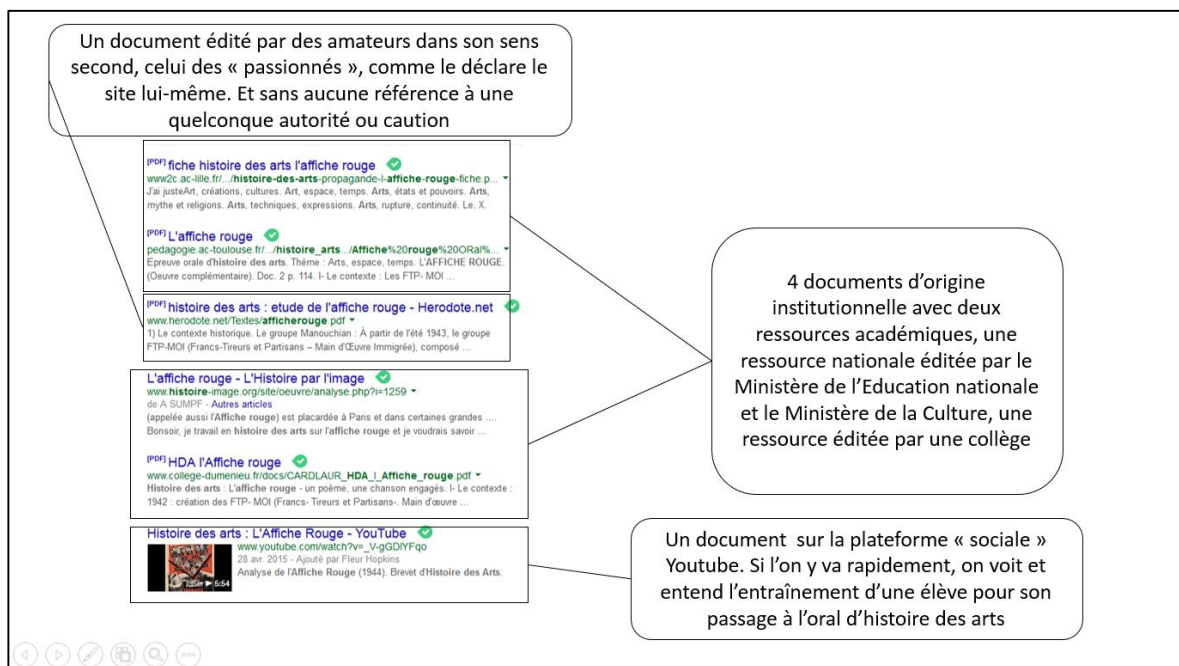 Un document édité par des amateurs dans son sens
second, celui des « passionnés », comme le déclare le
site lui-même. Et sans aucune référence à une
quelconque autorité ou caution
[PDF] fiche histoire des arts l'affiche rouge
www2c.ac-lille.fr/.../histoire-des-arts-propagande-l-affiche-rouge-fiche.p...
J'ai justeArt, créations, cultures. Art, espace, temps. Arts, états et pouvoirs. Arts,
mythe et religions. Arts, techniques, expressions. Arts, rupture, continuité. Le. X.
[PDF] L'affiche rouge
pedagogie.ac-toulouse.fr/.../histoire_arts.../Affiche%20rouge%20ORal%...
Epreuve orale d'histoire des arts. Thème : Arts, espace, temps. L'AFFICHE ROUGE.
(Oeuvre complémentaire). Doc. 2 p. 114. I- Le contexte : Les FTP- MOI ...
[PDF] histoire des arts : etude de l'affiche rouge - Herodote.net
www.herodote.net/Textes/afficherouge.pdf
1) Le contexte historique. Le groupe Manouchian : À partir de l'été 1943, le groupe
FTP-MOI (Francs-Tireurs et Partisans – Main d'Œuvre Immigrée), composé ...
L'affiche rouge - L'Histoire par l'image
www.histoire-image.org/site/oeuvre/analyse.php?i=1259
de A SUMPF - Autres articles
(appelée aussi l'Affiche rouge) est placardée à Paris et dans certaines grandes ....
Bonsoir, je travail en histoire des arts sur l'affiche rouge et je voudrais savoir ...
[PDF] HDA l'Affiche rouge
www.college-dumenieu.fr/docs/CARDLAUR_HDA_l_Affiche_rouge.pdf
Histoire des arts : L'affiche rouge - un poème, une chanson engagés. I- Le contexte :
1942 : création des FTP- MOI (Francs- Tireurs et Partisans-. Main d'œuvre ...
Histoire des arts : L'Affiche Rouge - YouTube
www.youtube.com/watch?v=_V-gGDlYFqo
28 avr. 2015 - Ajouté par Fleur Hopkins
Analyse de l'Affiche Rouge (1944). Brevet d'Histoire des Arts.
5:54
4 documents d'origine
institutionnelle avec deux
ressources académiques, une
ressource nationale éditée par le
Ministère de l'Education nationale
et le Ministère de la Culture, une
ressource éditée par une collège
Un document sur la plateforme « sociale »
Youtube. Si l'on y va rapidement, on voit et
entend l'entraînement d'une élève pour son
passage à l'oral d'histoire des arts